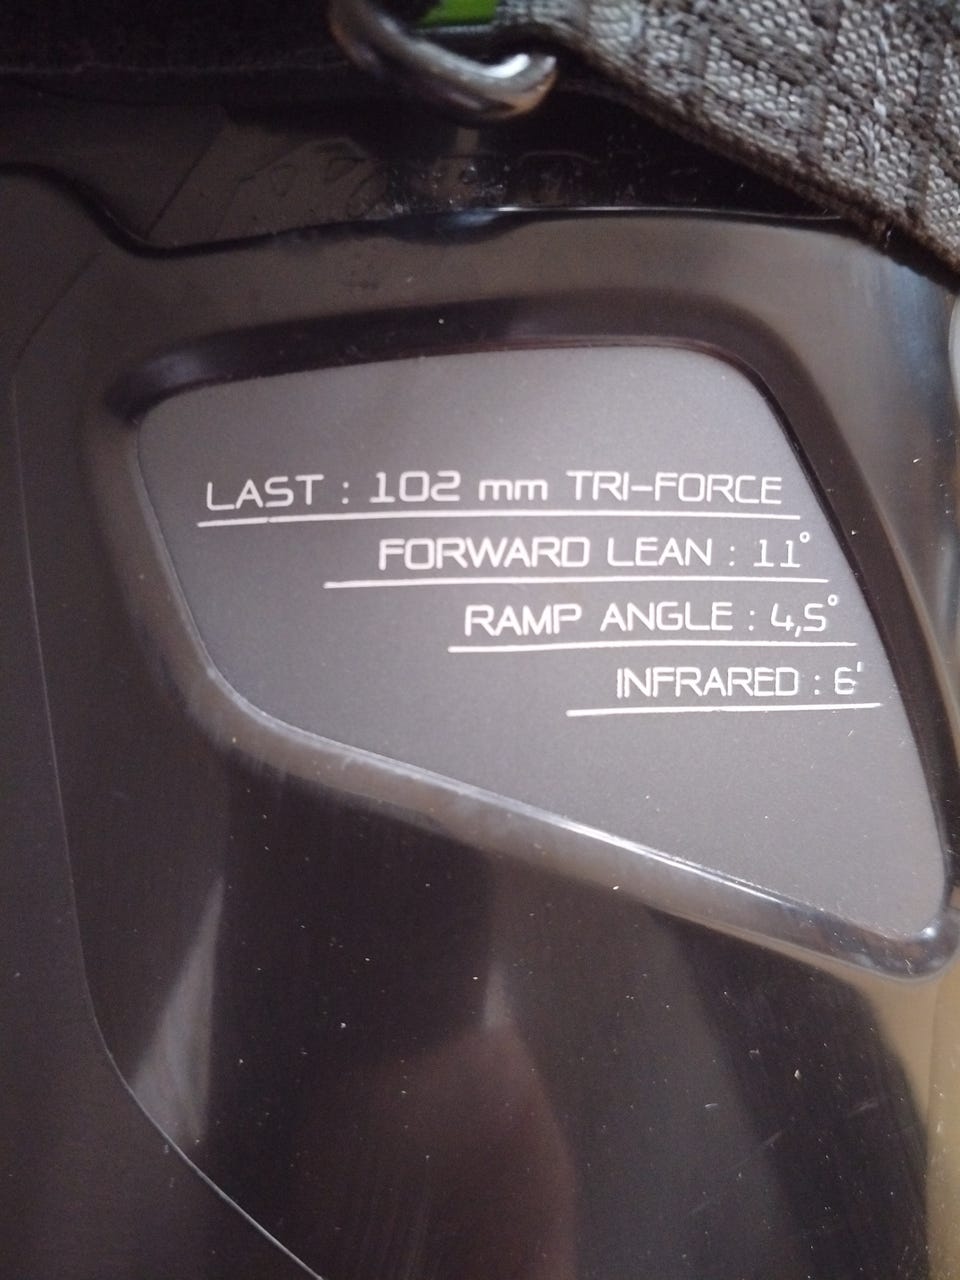 LAST : 102 mm TRI-FORCE
FORWARD LEAN : 11°
RAMP ANGLE : 4,5°
INFRARED : 6'